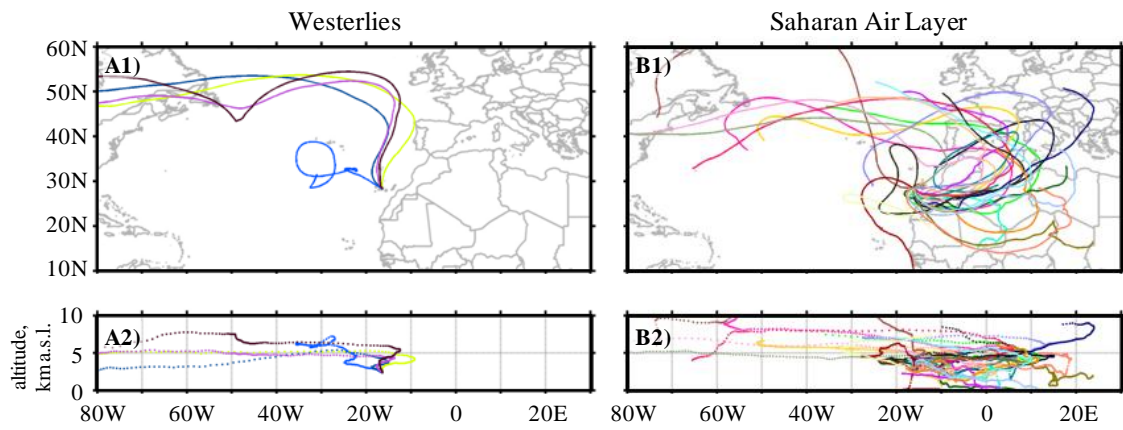 Westerlies
Saharan Air Layer
A1)
B1)
60N
50N
40N
30N
20N
10N
A2)
B2)
altitude,
km a.s.l.
10
5
0
80W 60W 40W 20W 0 20E
80W 60W 40W 20W 0 20E